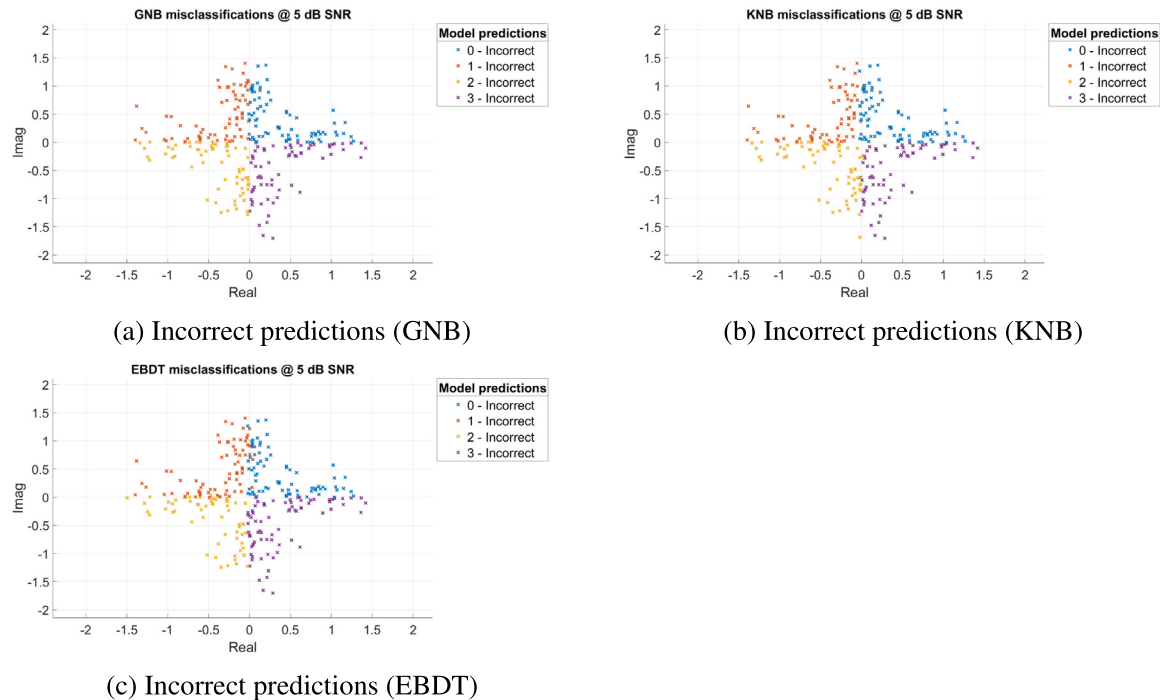 GNB misclassifications @ 5 dB SNR
Model predictions
0 - Incorrect
1 - Incorrect
2 - Incorrect
3 - Incorrect
2
1.5
1
0.5
0
-0.5
-1
-1.5
-2
Imag
-2 -1.5 -1 -0.5 0 0.5 1 1.5 2
Real
(a) Incorrect predictions (GNB)
KNB misclassifications @ 5 dB SNR
Model predictions
0 - Incorrect
1 - Incorrect
2 - Incorrect
3 - Incorrect
2
1.5
1
0.5
0
-0.5
-1
-1.5
-2
Imag
-2 -1.5 -1 -0.5 0 0.5 1 1.5 2
Real
(b) Incorrect predictions (KNB)
EBDT misclassifications @ 5 dB SNR
Model predictions
0 - Incorrect
1 - Incorrect
2 - Incorrect
3 - Incorrect
2
1.5
1
0.5
0
-0.5
-1
-1.5
-2
Imag
-2 -1.5 -1 -0.5 0 0.5 1 1.5 2
Real
(c) Incorrect predictions (EBDT)